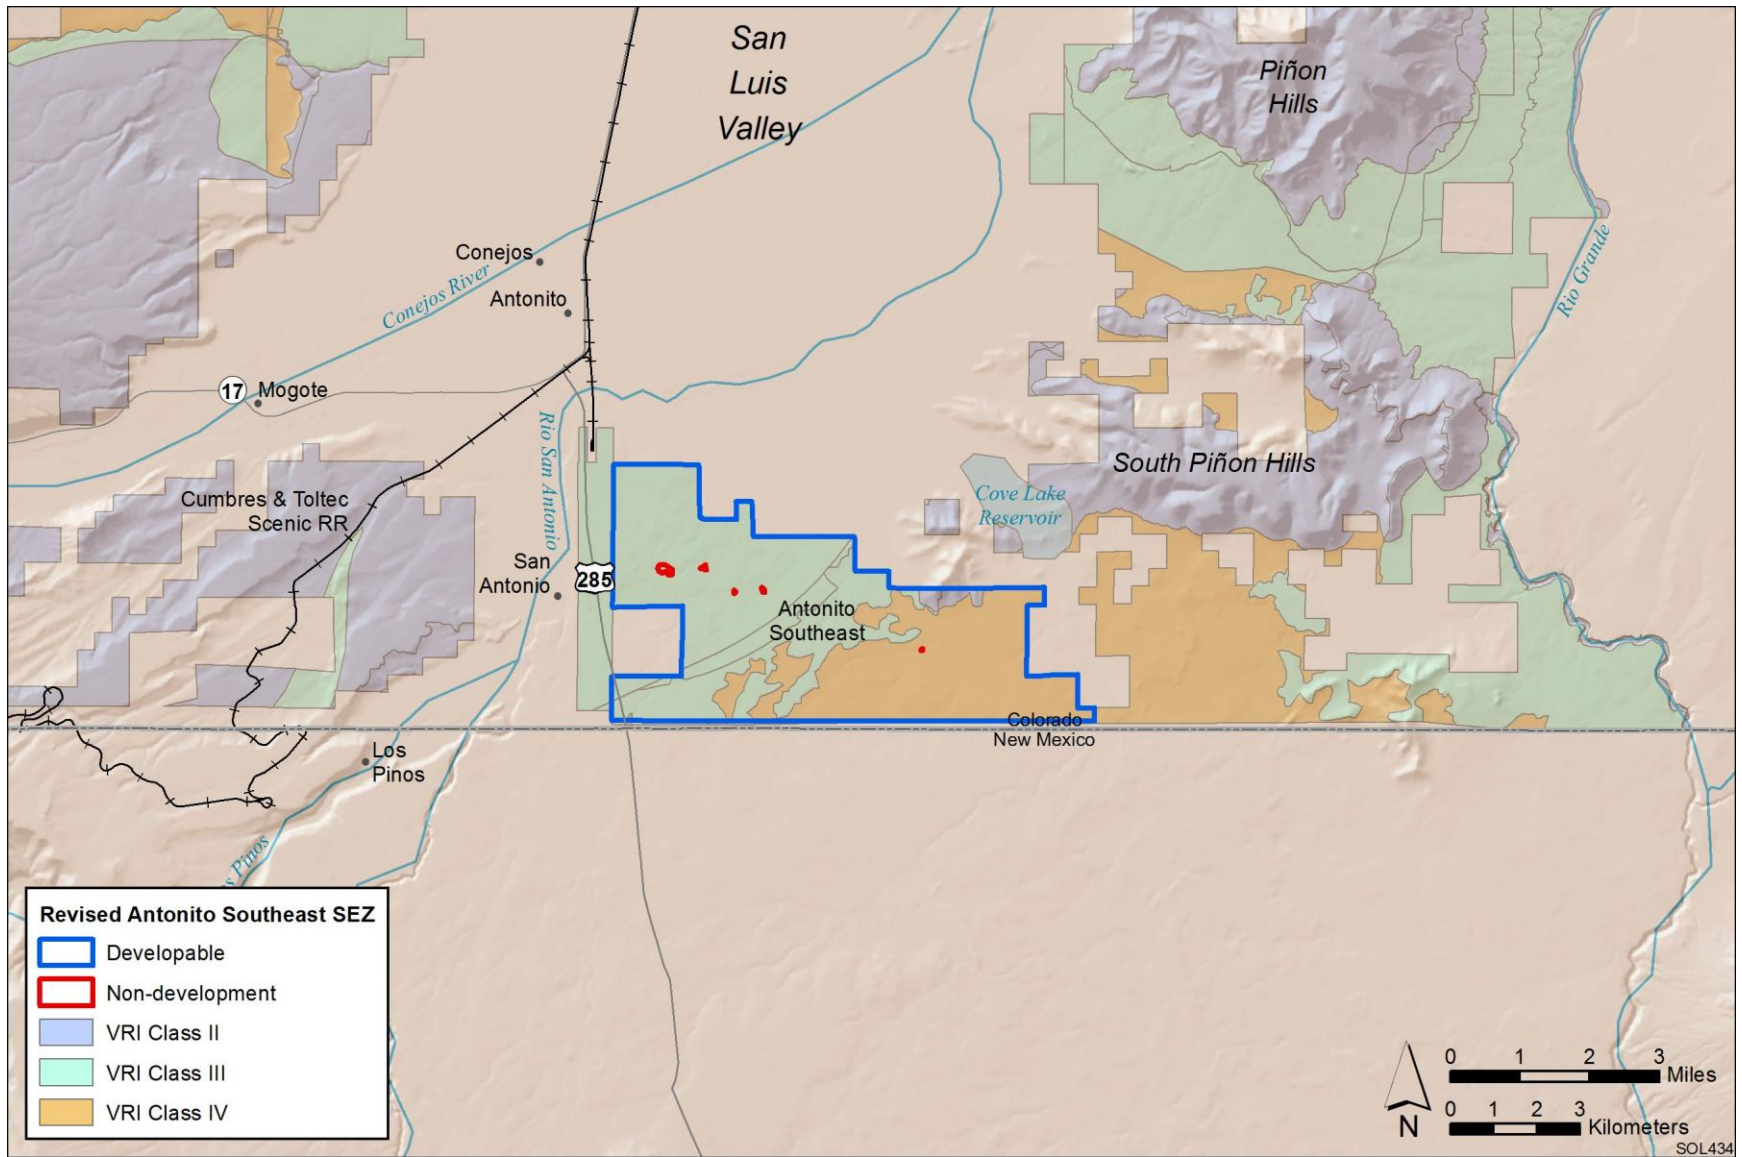 San
Luis
Valley
Piñon
Hills
Conejos
Conejos River
Antonito
Rio Grande
17
Mogote
Rio San Antonio
South Piñon Hills
Cumbres & Toltec
Scenic RR
Cove Lake
Reservoir
San
Antonio
285
Antonito
Southeast
Colorado
New Mexico
Los
Pinos
Pinos
Revised Antonito Southeast SEZ
Developable
Non-development
VRI Class II
VRI Class III
VRI Class IV
N
0 1 2 3
Miles
0 1 2 3
Kilometers
SOL434